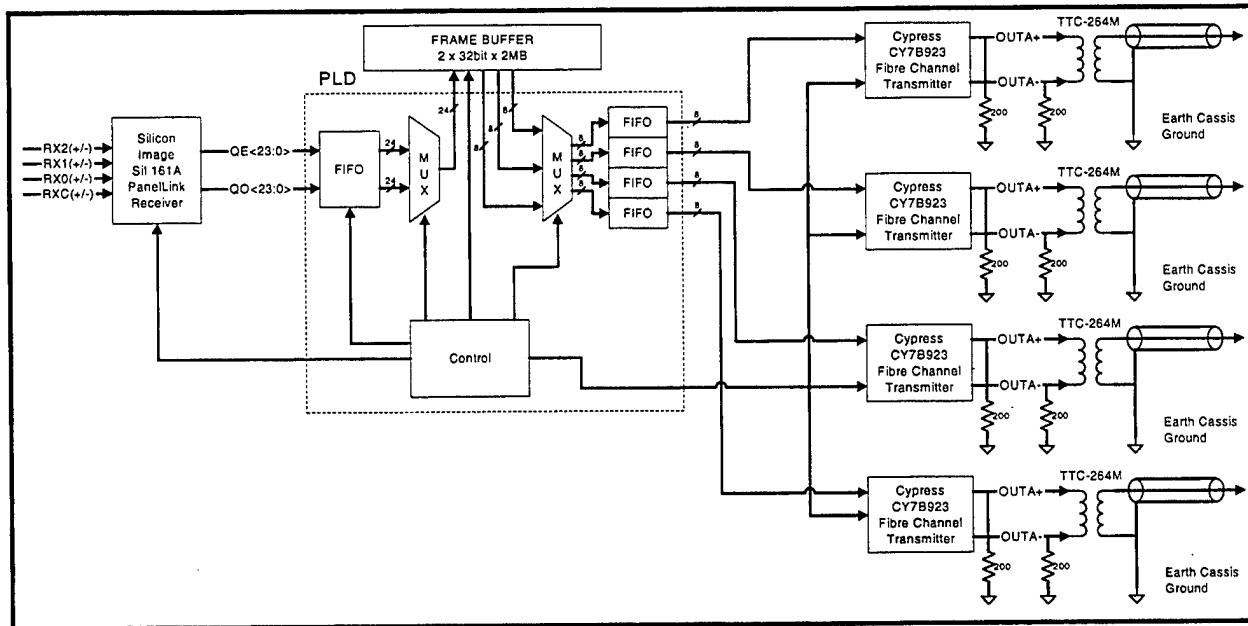 FRAME BUFFER
2 x 32bit x 2MB
PLD
RX2(+/-)
RX1(+/-)
RX0(+/-)
RXC(+/-)
Silicon
Image
SiI 161A
PanelLink
Receiver
QE<23:0>
QO<23:0>
FIFO
24
24
MUX
24
8
8
8
MUX
8
8
8
8
FIFO
FIFO
FIFO
FIFO
8
8
8
8
Control
Cypress
CY7B923
Fibre Channel
Transmitter
OUTA+
OUTA-
200
200
TTC-264M
Earth Cassis
Ground
Cypress
CY7B923
Fibre Channel
Transmitter
OUTA+
OUTA-
200
200
TTC-264M
Earth Cassis
Ground
Cypress
CY7B923
Fibre Channel
Transmitter
OUTA+
OUTA-
200
200
TTC-264M
Earth Cassis
Ground
Cypress
CY7B923
Fibre Channel
Transmitter
OUTA+
OUTA-
200
200
TTC-264M
Earth Cassis
Ground